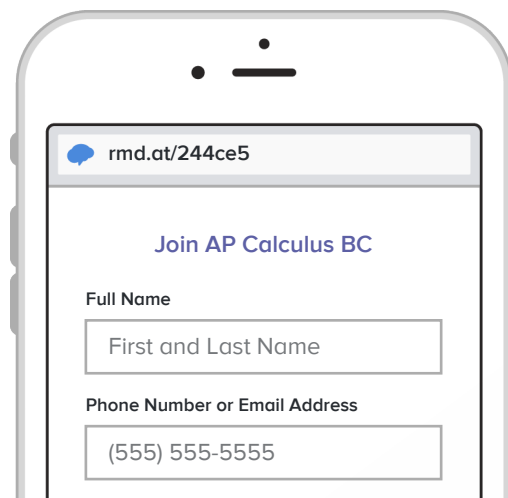 rmd.at/244ce5
Join AP Calculus BC
Full Name
First and Last Name
Phone Number or Email Address
(555) 555-5555